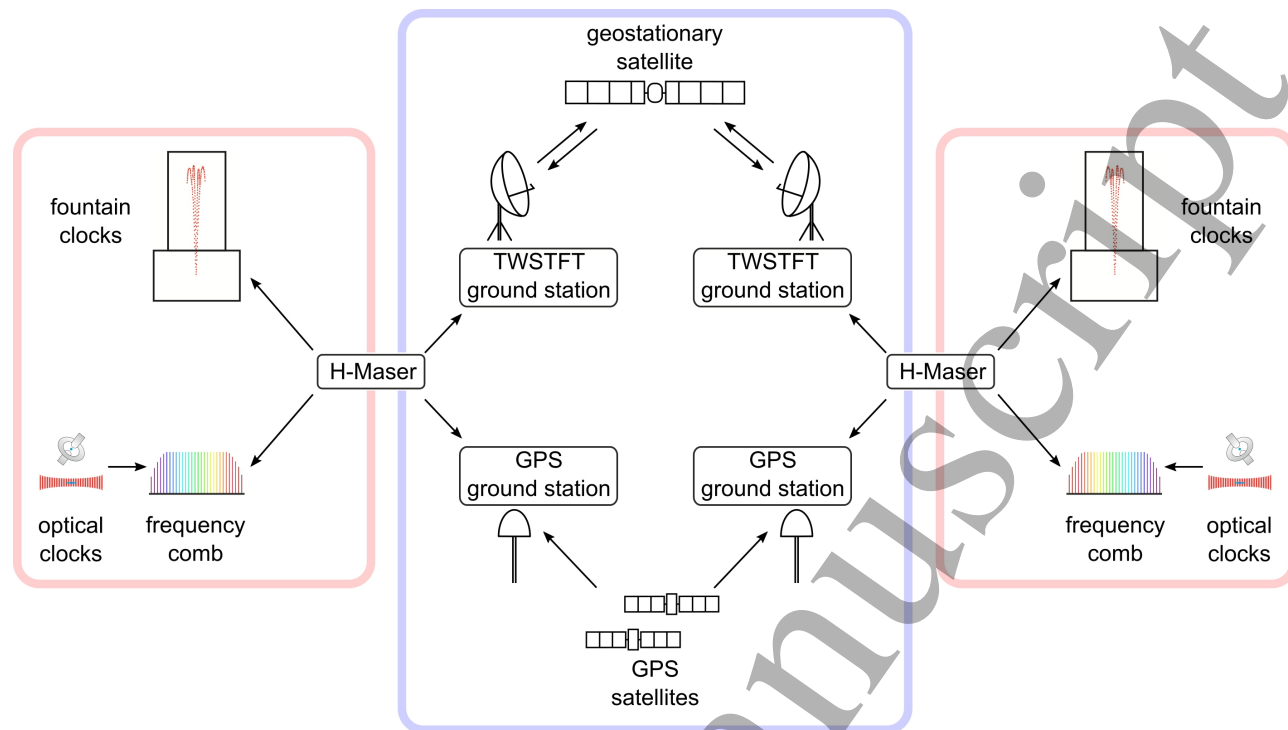 geostationary
satellite
fountain
clocks
fountain
clocks
TWSTFT
ground station
TWSTFT
ground station
H-Maser
H-Maser
GPS
ground station
GPS
ground station
optical
clocks
frequency
comb
frequency
comb
optical
clocks
GPS
satellites
nuscript